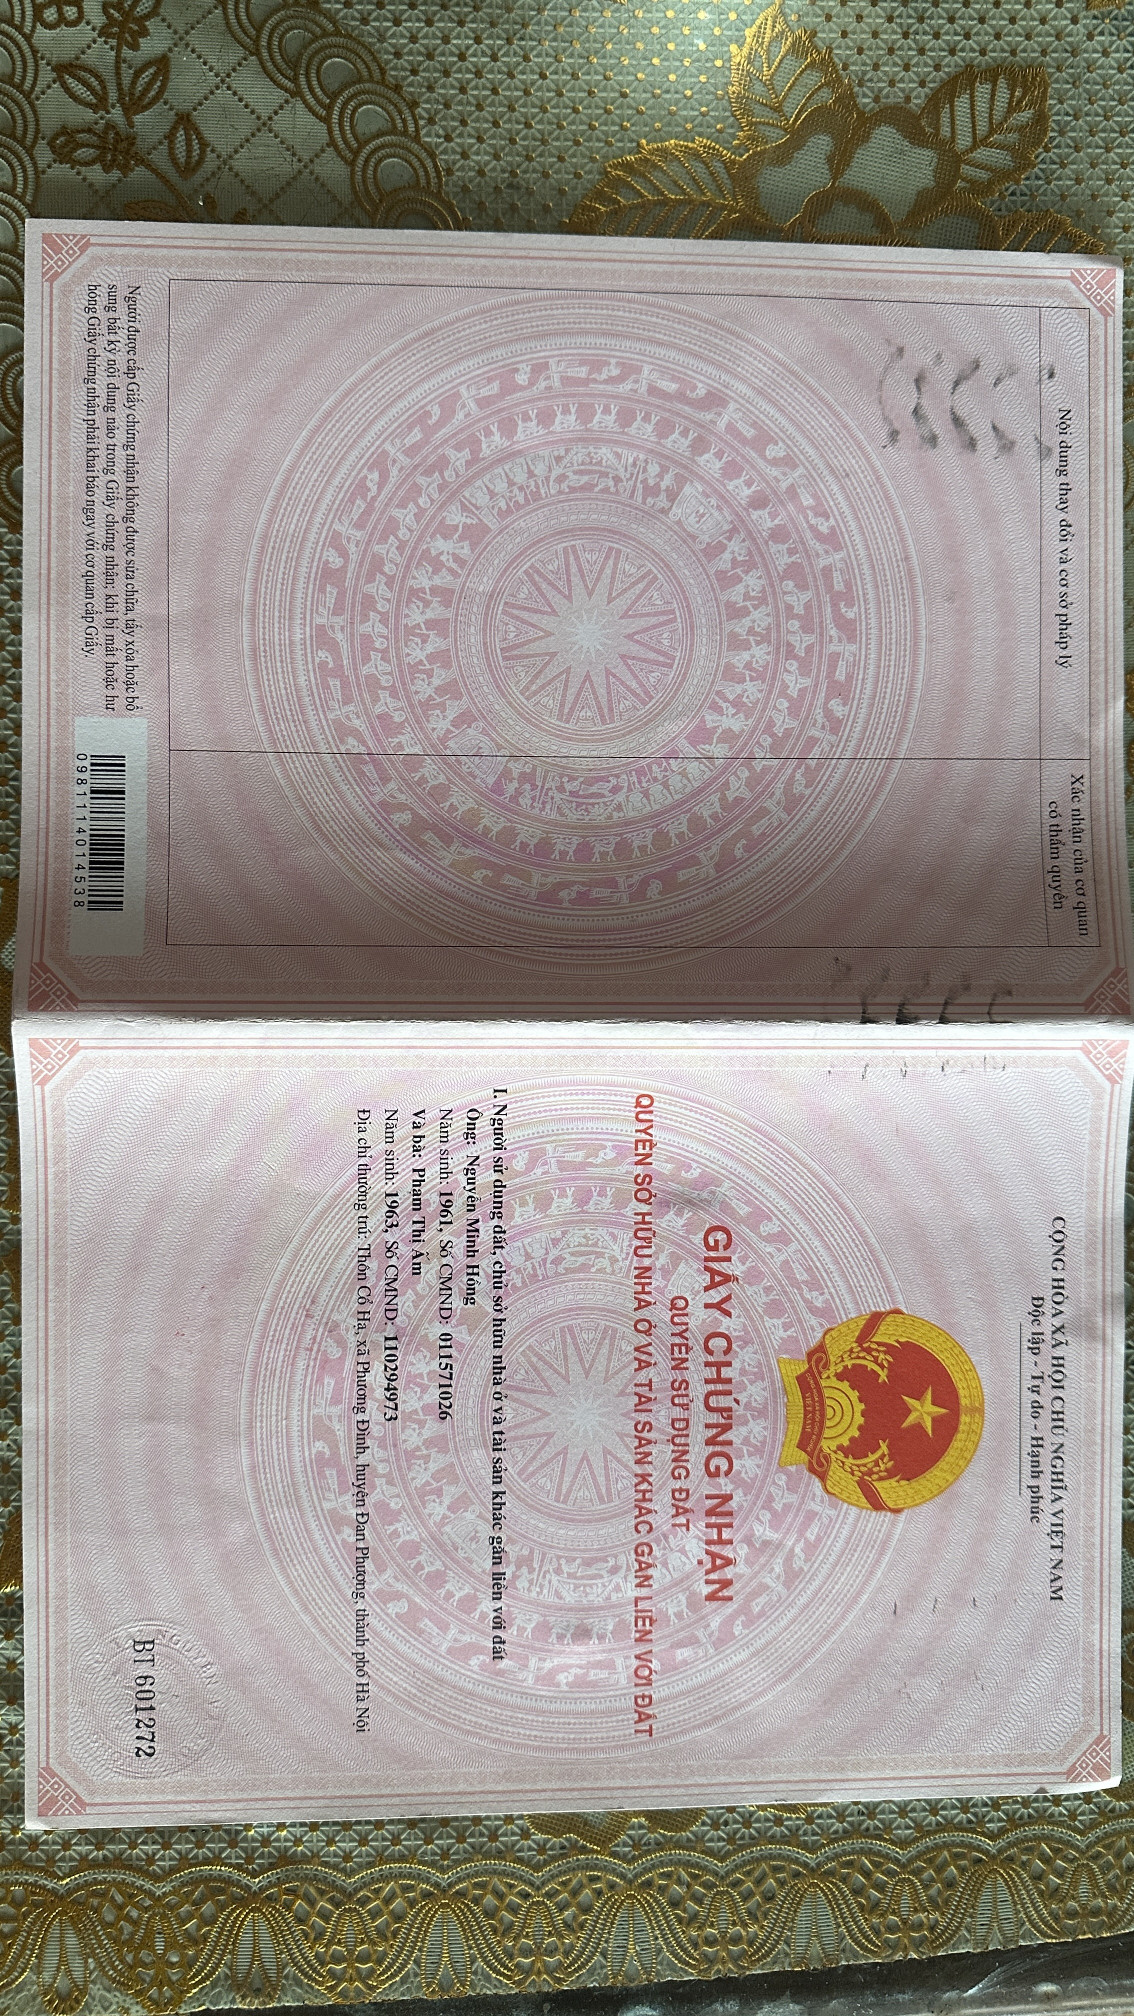 Nội dung thay đổi và cơ sở pháp lý
Xác nhận của cơ quan
có thẩm quyền
Người được cấp Giấy chứng nhận không được sửa chữa, tẩy xóa hoặc bổ
sung bất kỳ nội dung nào trong Giấy chứng nhận; khi bị mất hoặc hư
hỏng Giấy chứng nhận phải khai báo ngay với cơ quan cấp Giấy.
0981114014538
CỘNG HÒA XÃ HỘI CHỦ NGHĨA VIỆT NAM
Độc lập - Tự do - Hạnh phúc
VIỆT NAM
GIẤY CHỨNG NHẬN
QUYỀN SỬ DỤNG ĐẤT
QUYỀN SỞ HỮU NHÀ Ở VÀ TÀI SẢN KHÁC GẮN LIỀN VỚI ĐẤT
I. Người sử dụng đất, chủ sở hữu nhà ở và tài sản khác gắn liền với đất
Ông: Nguyễn Minh Hồng
Năm sinh: 1961, Số CMND: 011571026
Và bà: Phạm Thị Ấm
Năm sinh: 1963, Số CMND: 110294973
Địa chỉ thường trú: Thôn Cổ Hạ, xã Phương Đình, huyện Đan Phượng, thành phố Hà Nội
BT 601272